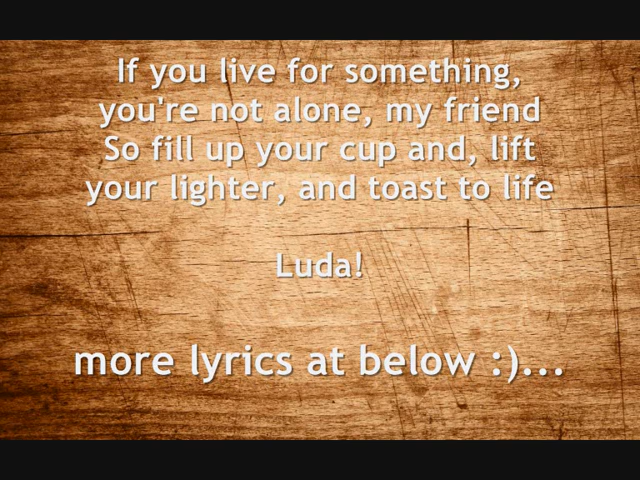 If you live for something,
you're not alone, my friend
So fill up your cup and, lift
your lighter, and toast to life
Luda!
more lyrics at below :)...